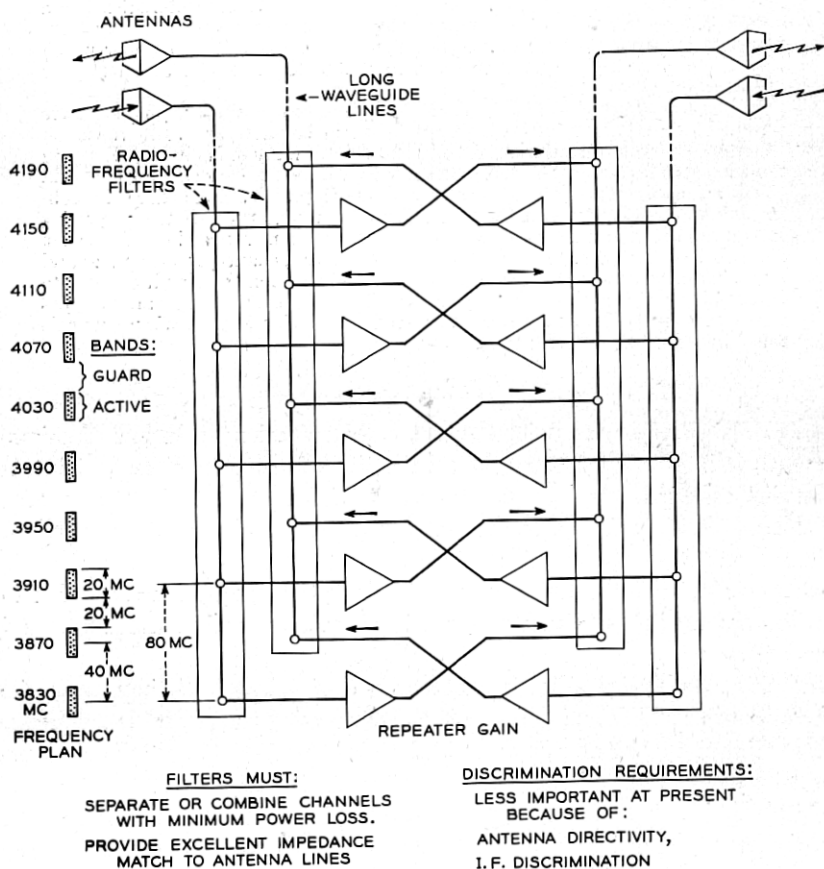 ANTENNAS
LONG
WAVEGUIDE
LINES
RADIO-
FREQUENCY
FILTERS
4190
4150
4110
4070
BANDS:
GUARD
4030
ACTIVE
3990
3950
3910
20 MC
20 MC
3870
80 MC
40 MC
3830
MC
FREQUENCY
PLAN
REPEATER GAIN
FILTERS MUST:
SEPARATE OR COMBINE CHANNELS
WITH MINIMUM POWER LOSS.
PROVIDE EXCELLENT IMPEDANCE
MATCH TO ANTENNA LINES
DISCRIMINATION REQUIREMENTS:
LESS IMPORTANT AT PRESENT
BECAUSE OF:
ANTENNA DIRECTIVITY,
I.F. DISCRIMINATION